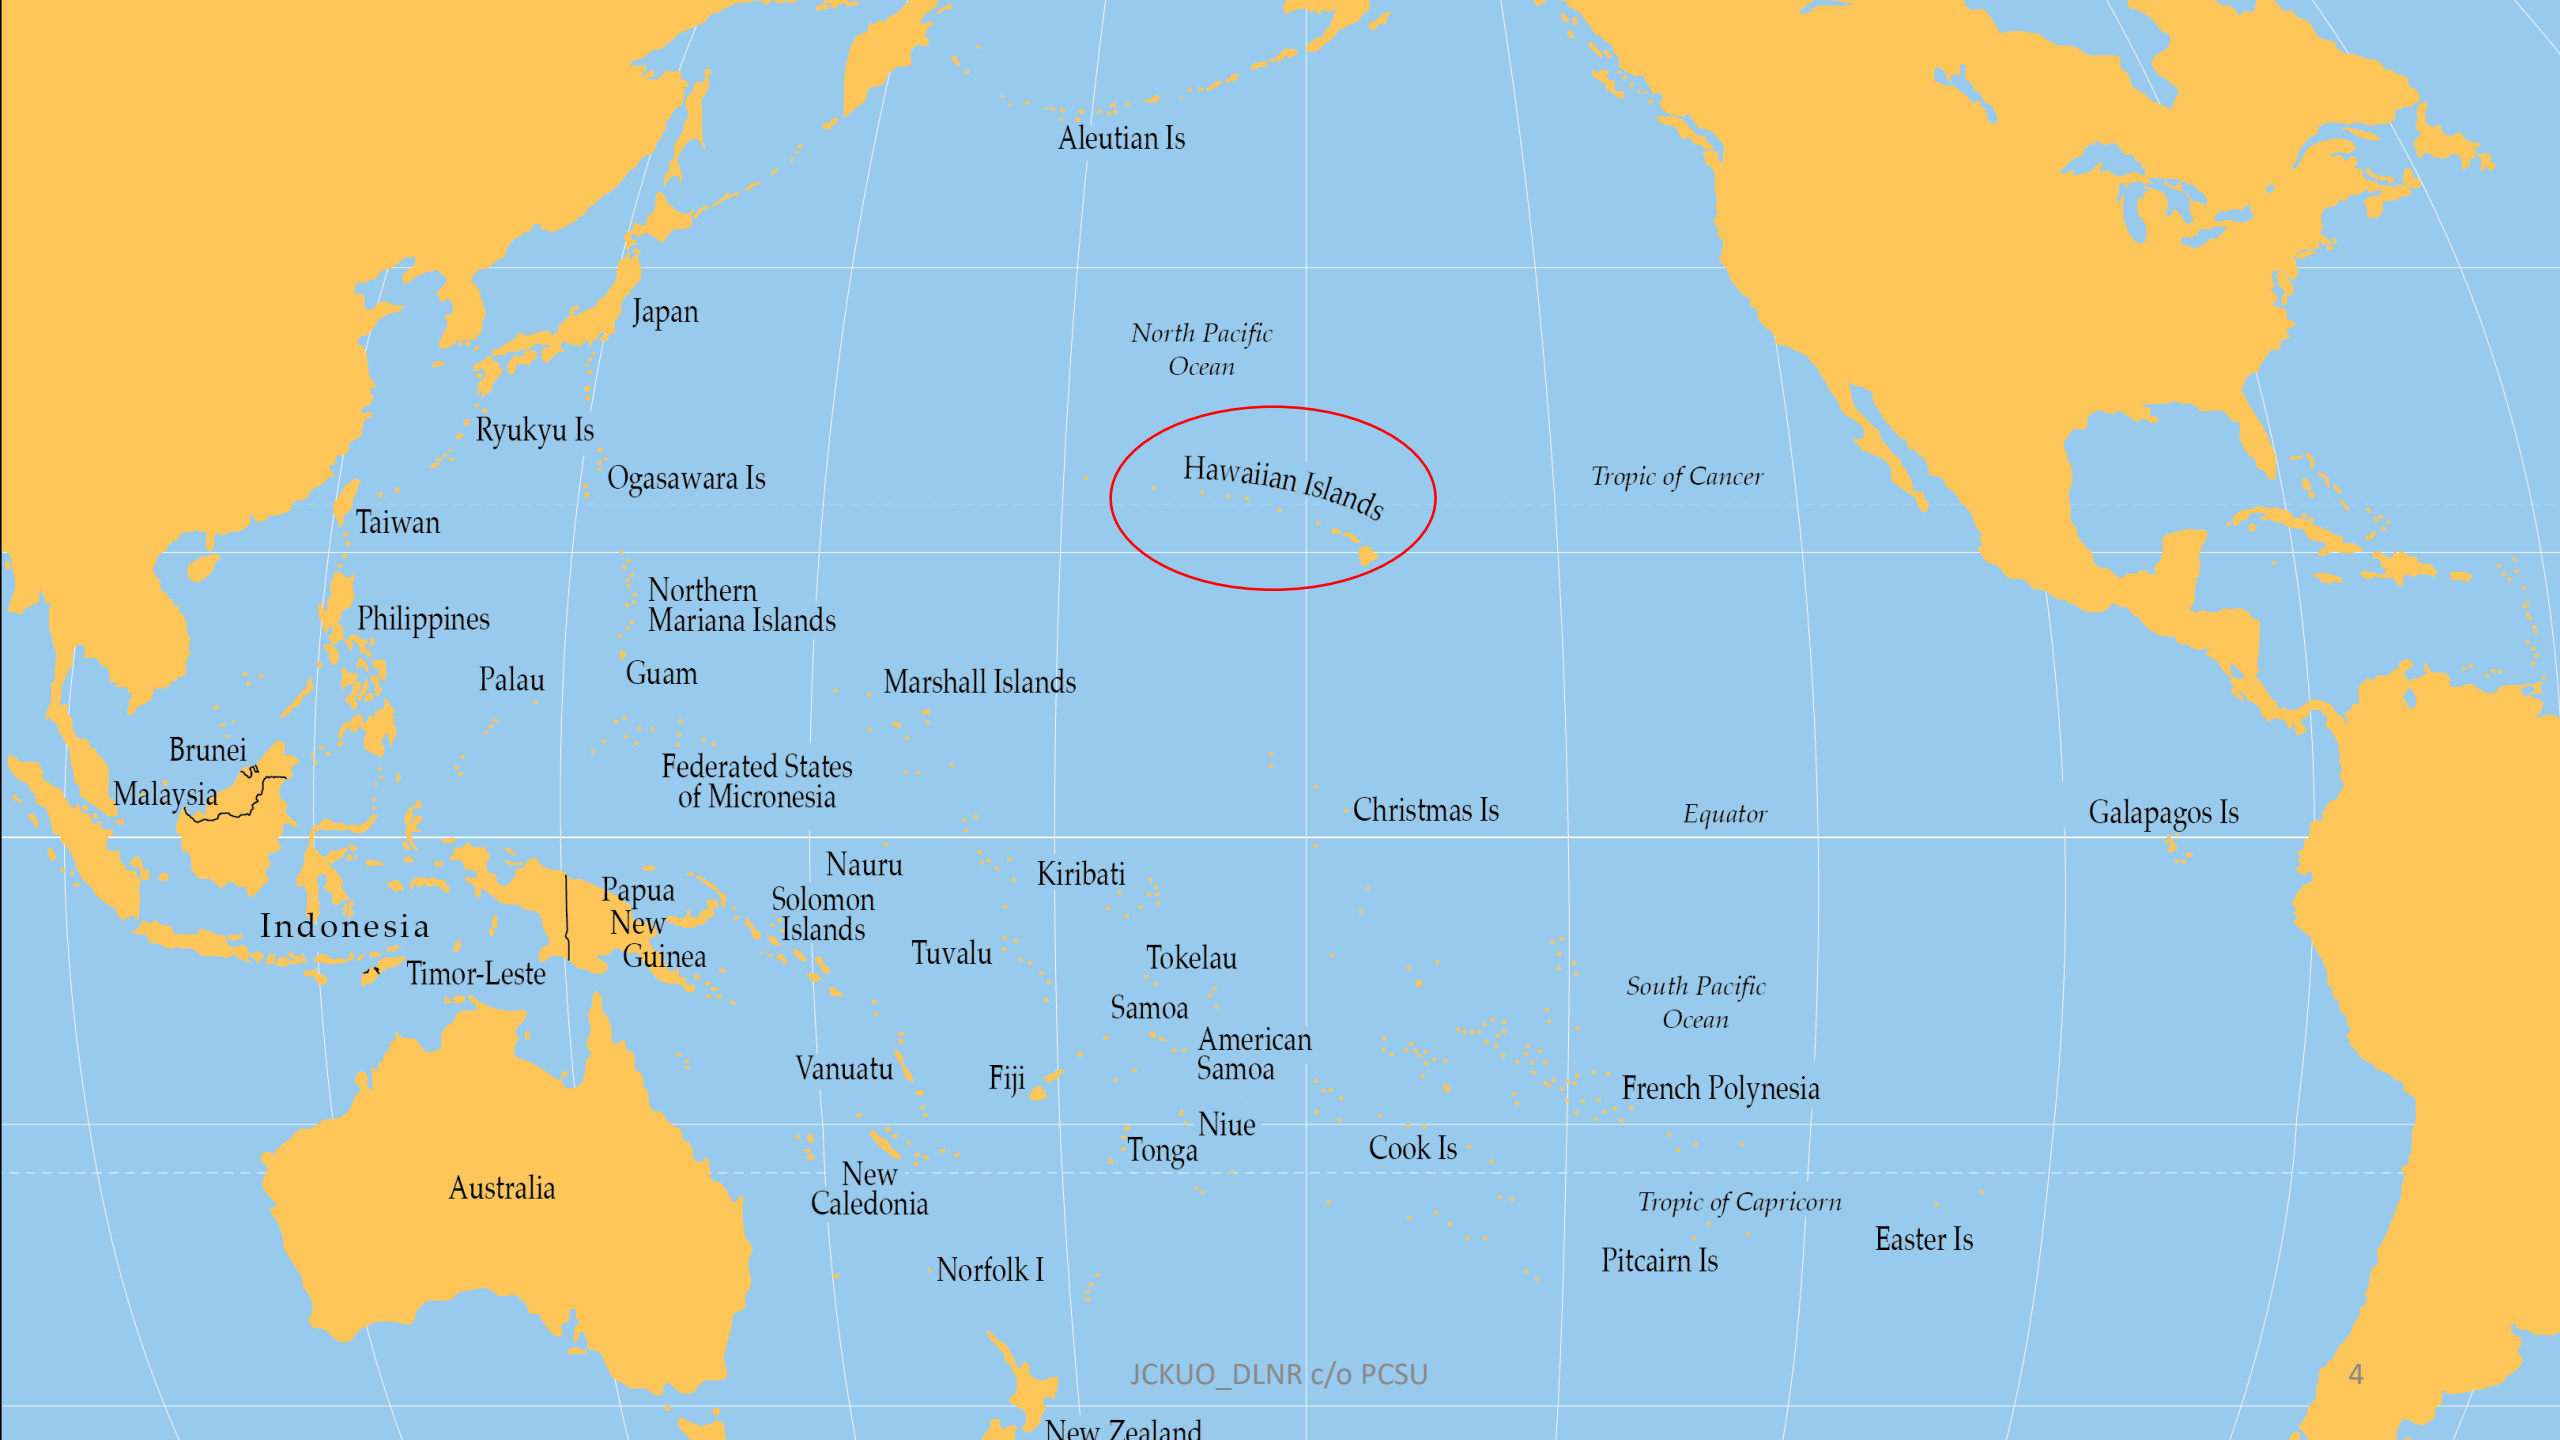 Aleutian Is
Japan
North Pacific
Ocean
Ryukyu Is
Hawaiian Islands
Ogasawara Is
Tropic of Cancer
Taiwan
Northern
Mariana Islands
Philippines
Palau
Guam
Marshall Islands
Brunei
Federated States
of Micronesia
Malaysia
Christmas Is
Equator
Galapagos Is
Nauru
Kiribati
Papua
New
Guinea
Solomon
Islands
Indonesia
Tuvalu
Tokelau
Timor-Leste
South Pacific
Ocean
Samoa
American
Samoa
Vanuatu
Fiji
French Polynesia
Niue
Tonga
Cook Is
New
Caledonia
Australia
Tropic of Capricorn
Easter Is
Pitcairn Is
Norfolk I
JCKUO_DLNR c/o PCSU
4
New Zealand